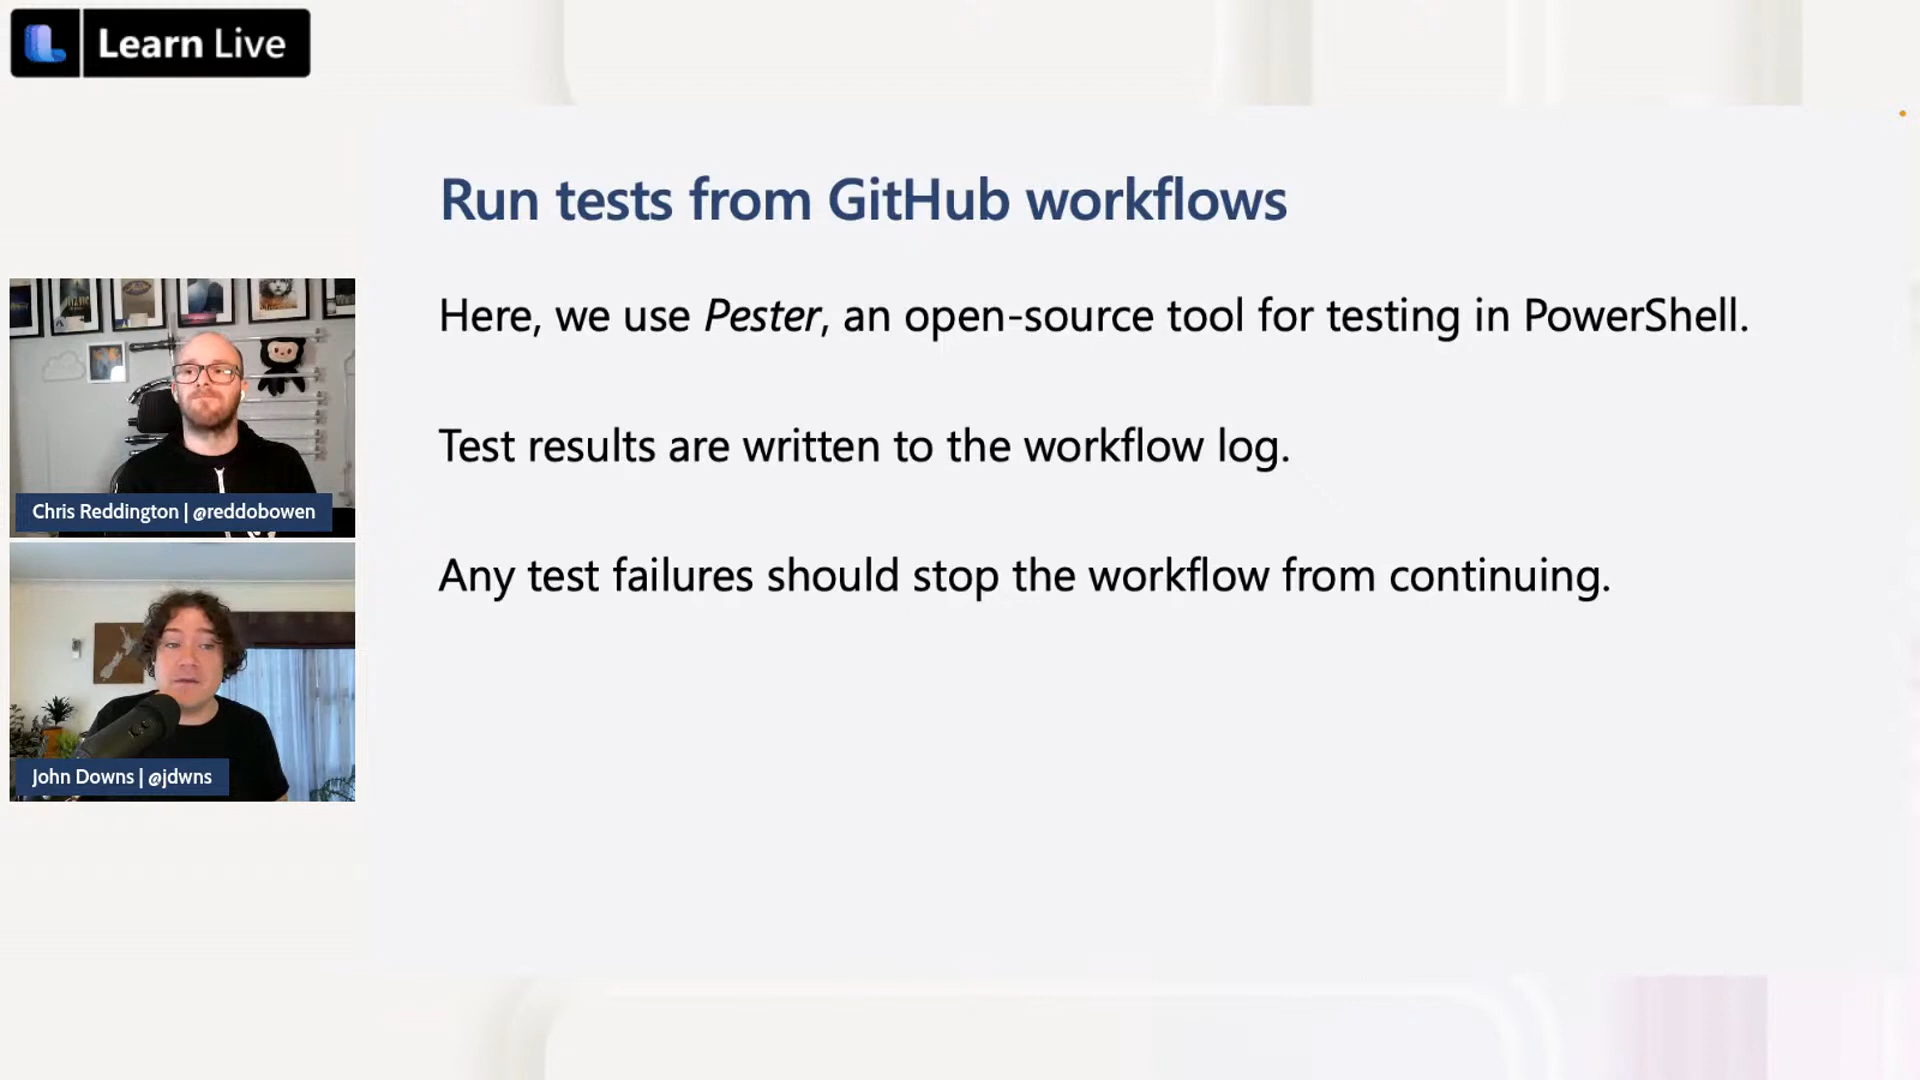 Learn Live
Run tests from GitHub workflows
Here, we use Pester, an open-source tool for testing in PowerShell.
Test results are written to the workflow log.
Any test failures should stop the workflow from continuing.
Chris Reddington | @reddobowen
John Downs | @jdwns